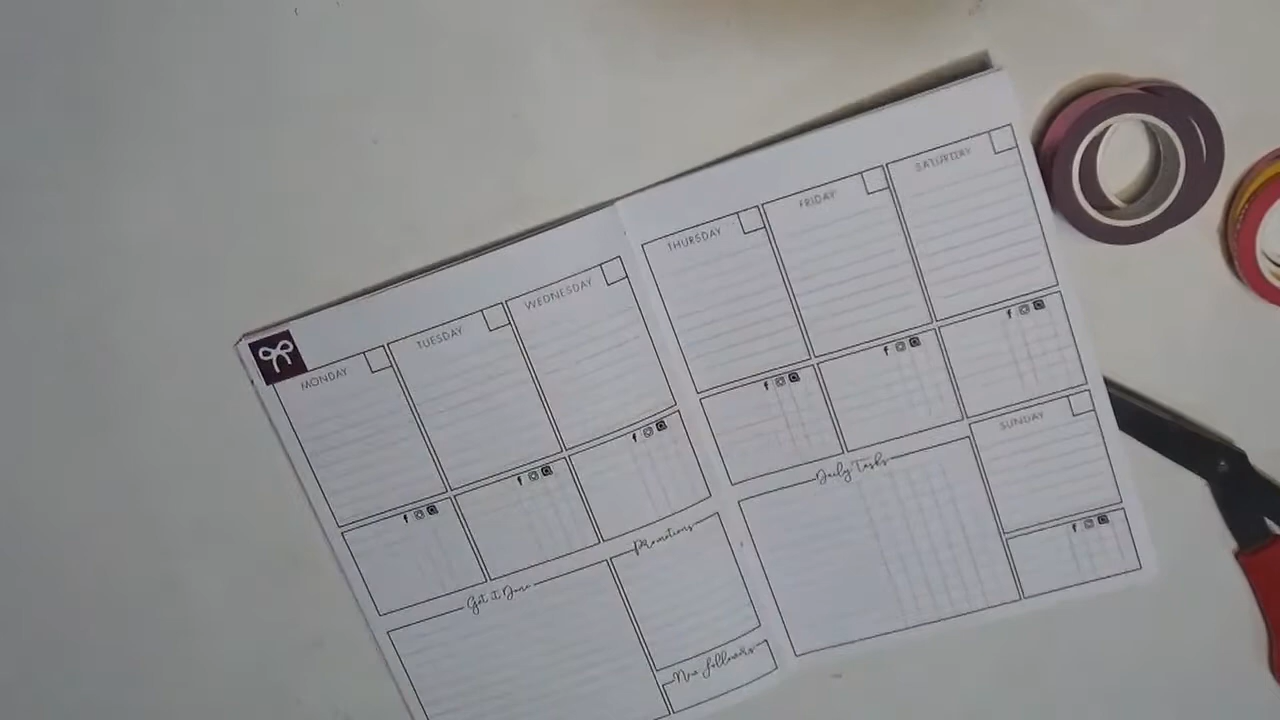 MONDAY
TUESDAY
WEDNESDAY
THURSDAY
FRIDAY
SATURDAY
Get It Done
Promotions
New Followers
Daily Tasks
SUNDAY